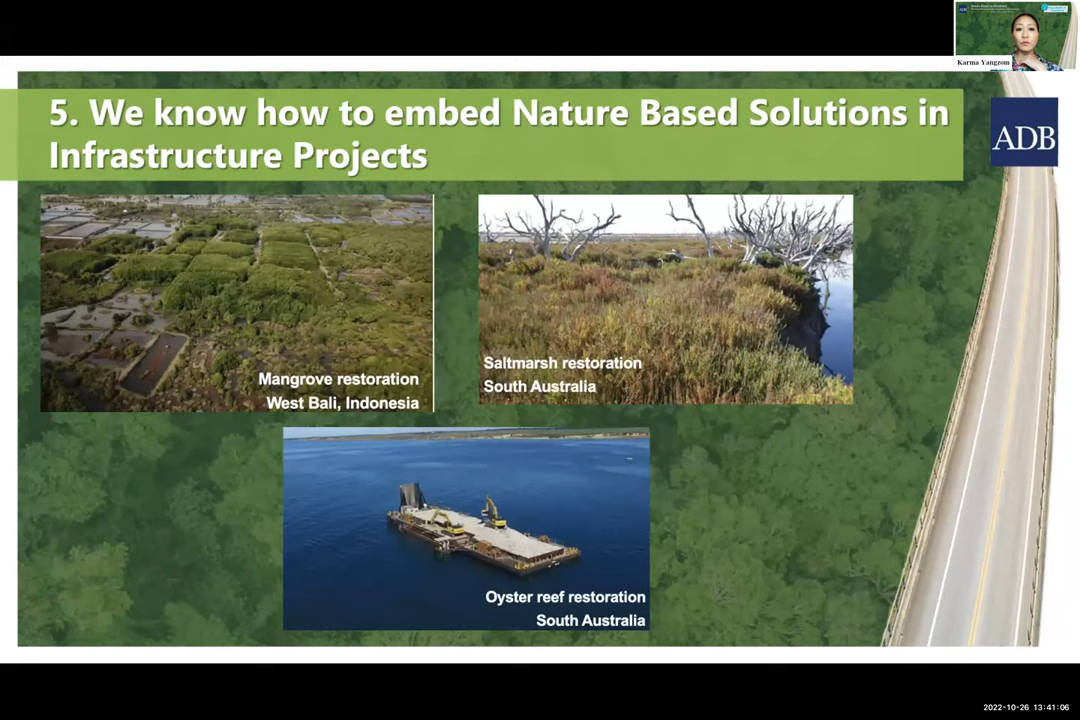 Karma Yangzom
5. We know how to embed Nature Based Solutions in
Infrastructure Projects
ADB
Mangrove restoration
West Bali, Indonesia
Saltmarsh restoration
South Australia
Oyster reef restoration
South Australia
2022-10-26 13:41:06